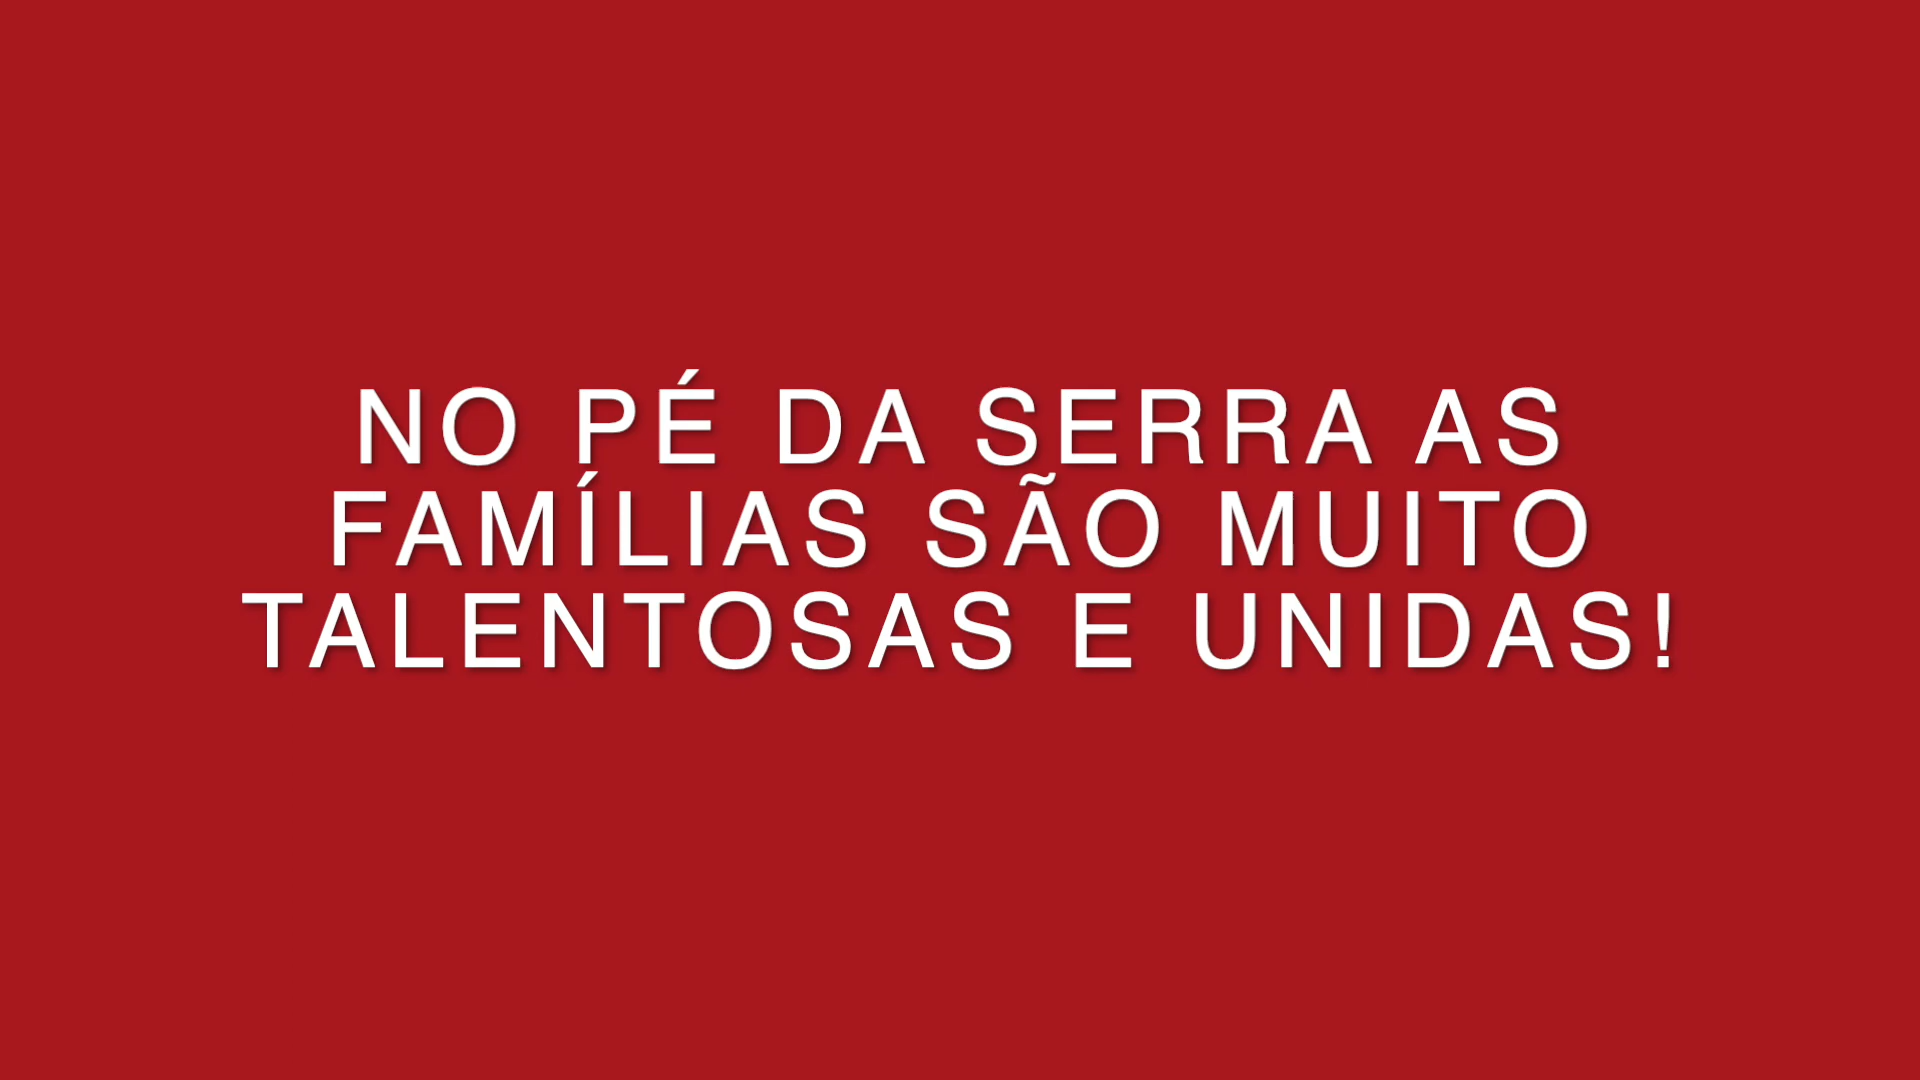 NO PÉ DA SERRA AS
FAMÍLIAS SÃO MUITO
TALENTOSAS E UNIDAS!